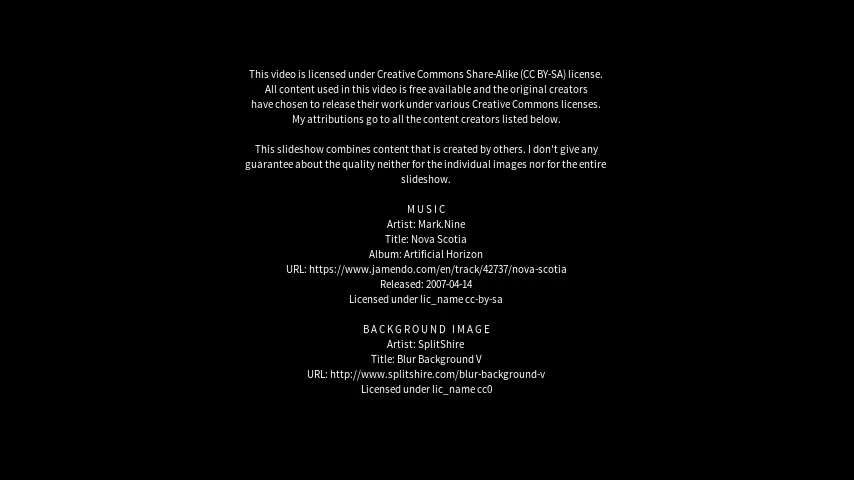 This video is licensed under Creative Commons Share-Alike (CC BY-SA) license.
All content used in this video is free available and the original creators
have chosen to release their work under various Creative Commons licenses.
My attributions go to all the content creators listed below.
This slideshow combines content that is created by others. I don't give any
guarantee about the quality neither for the individual images nor for the entire
slideshow.
MUSIC
Artist: Mark.Nine
Title: Nova Scotia
Album: Artificial Horizon
URL: https://www.jamendo.com/en/track/42737/nova-scotia
Released: 2007-04-14
Licensed under lic_name cc-by-sa
BACKGROUND IMAGE
Artist: SplitShire
Title: Blur Background V
URL: http://www.splitshire.com/blur-background-v
Licensed under lic_name cc0